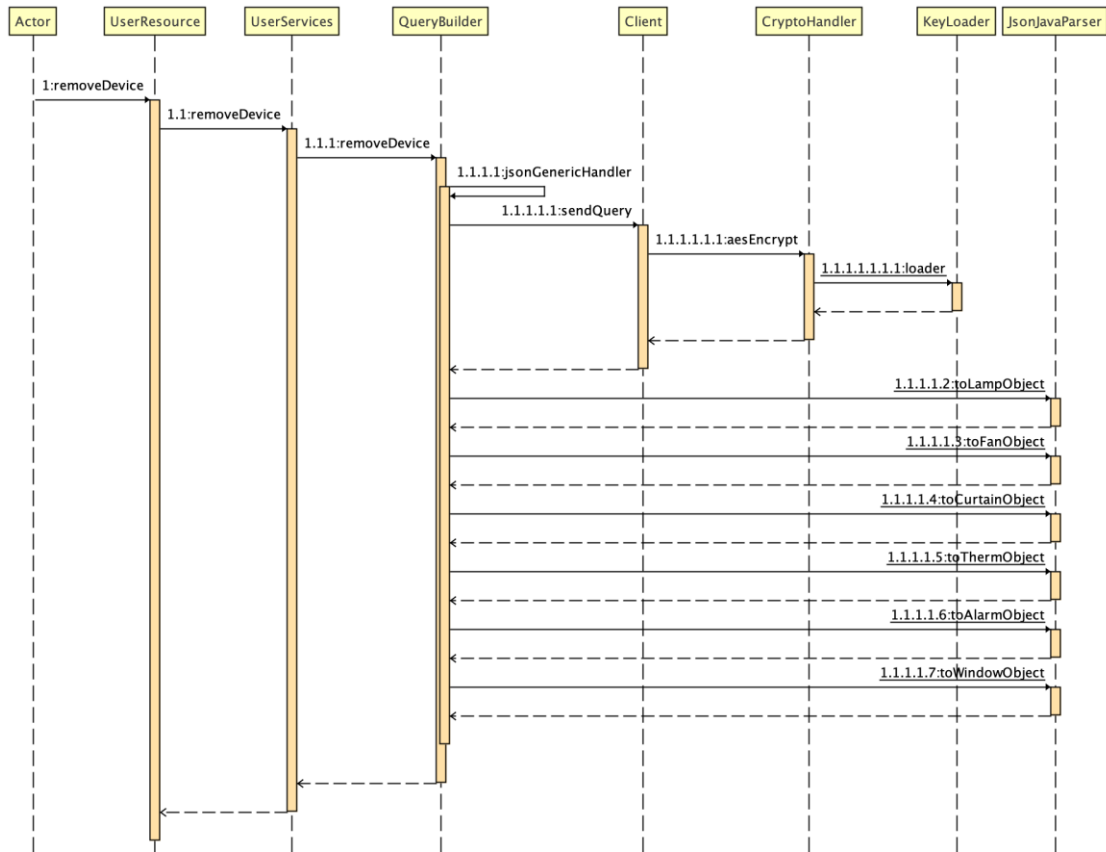 Actor
UserResource
UserServices
QueryBuilder
Client
CryptoHandler
KeyLoader
JsonJavaParser
1:removeDevice
1.1:removeDevice
1.1.1:removeDevice
1.1.1.1:jsonGenericHandler
1.1.1.1.1:sendQuery
1.1.1.1.1.1:aesEncrypt
1.1.1.1.1.1.1:loader
1.1.1.1.2:toLampObject
1.1.1.1.3:toFanObject
1.1.1.1.4:toCurtainObject
1.1.1.1.5:toThermObject
1.1.1.1.6:toAlarmObject
1.1.1.1.7:toWindowObject